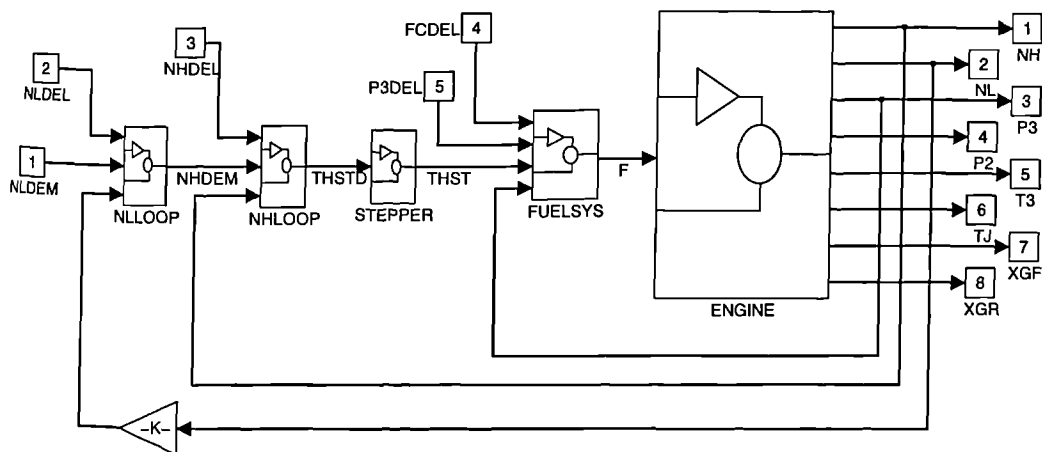 1
NH
4
FCDEL
3
NHDEL
2
NLDEL
2
NL
5
P3DEL
3
P3
4
P2
1
NLDEM
NHDEM
THSTD
THST
F
5
T3
NLLOOP
NHLOOP
STEPPER
FUELSYS
6
TJ
7
XGF
8
XGR
ENGINE
–K–